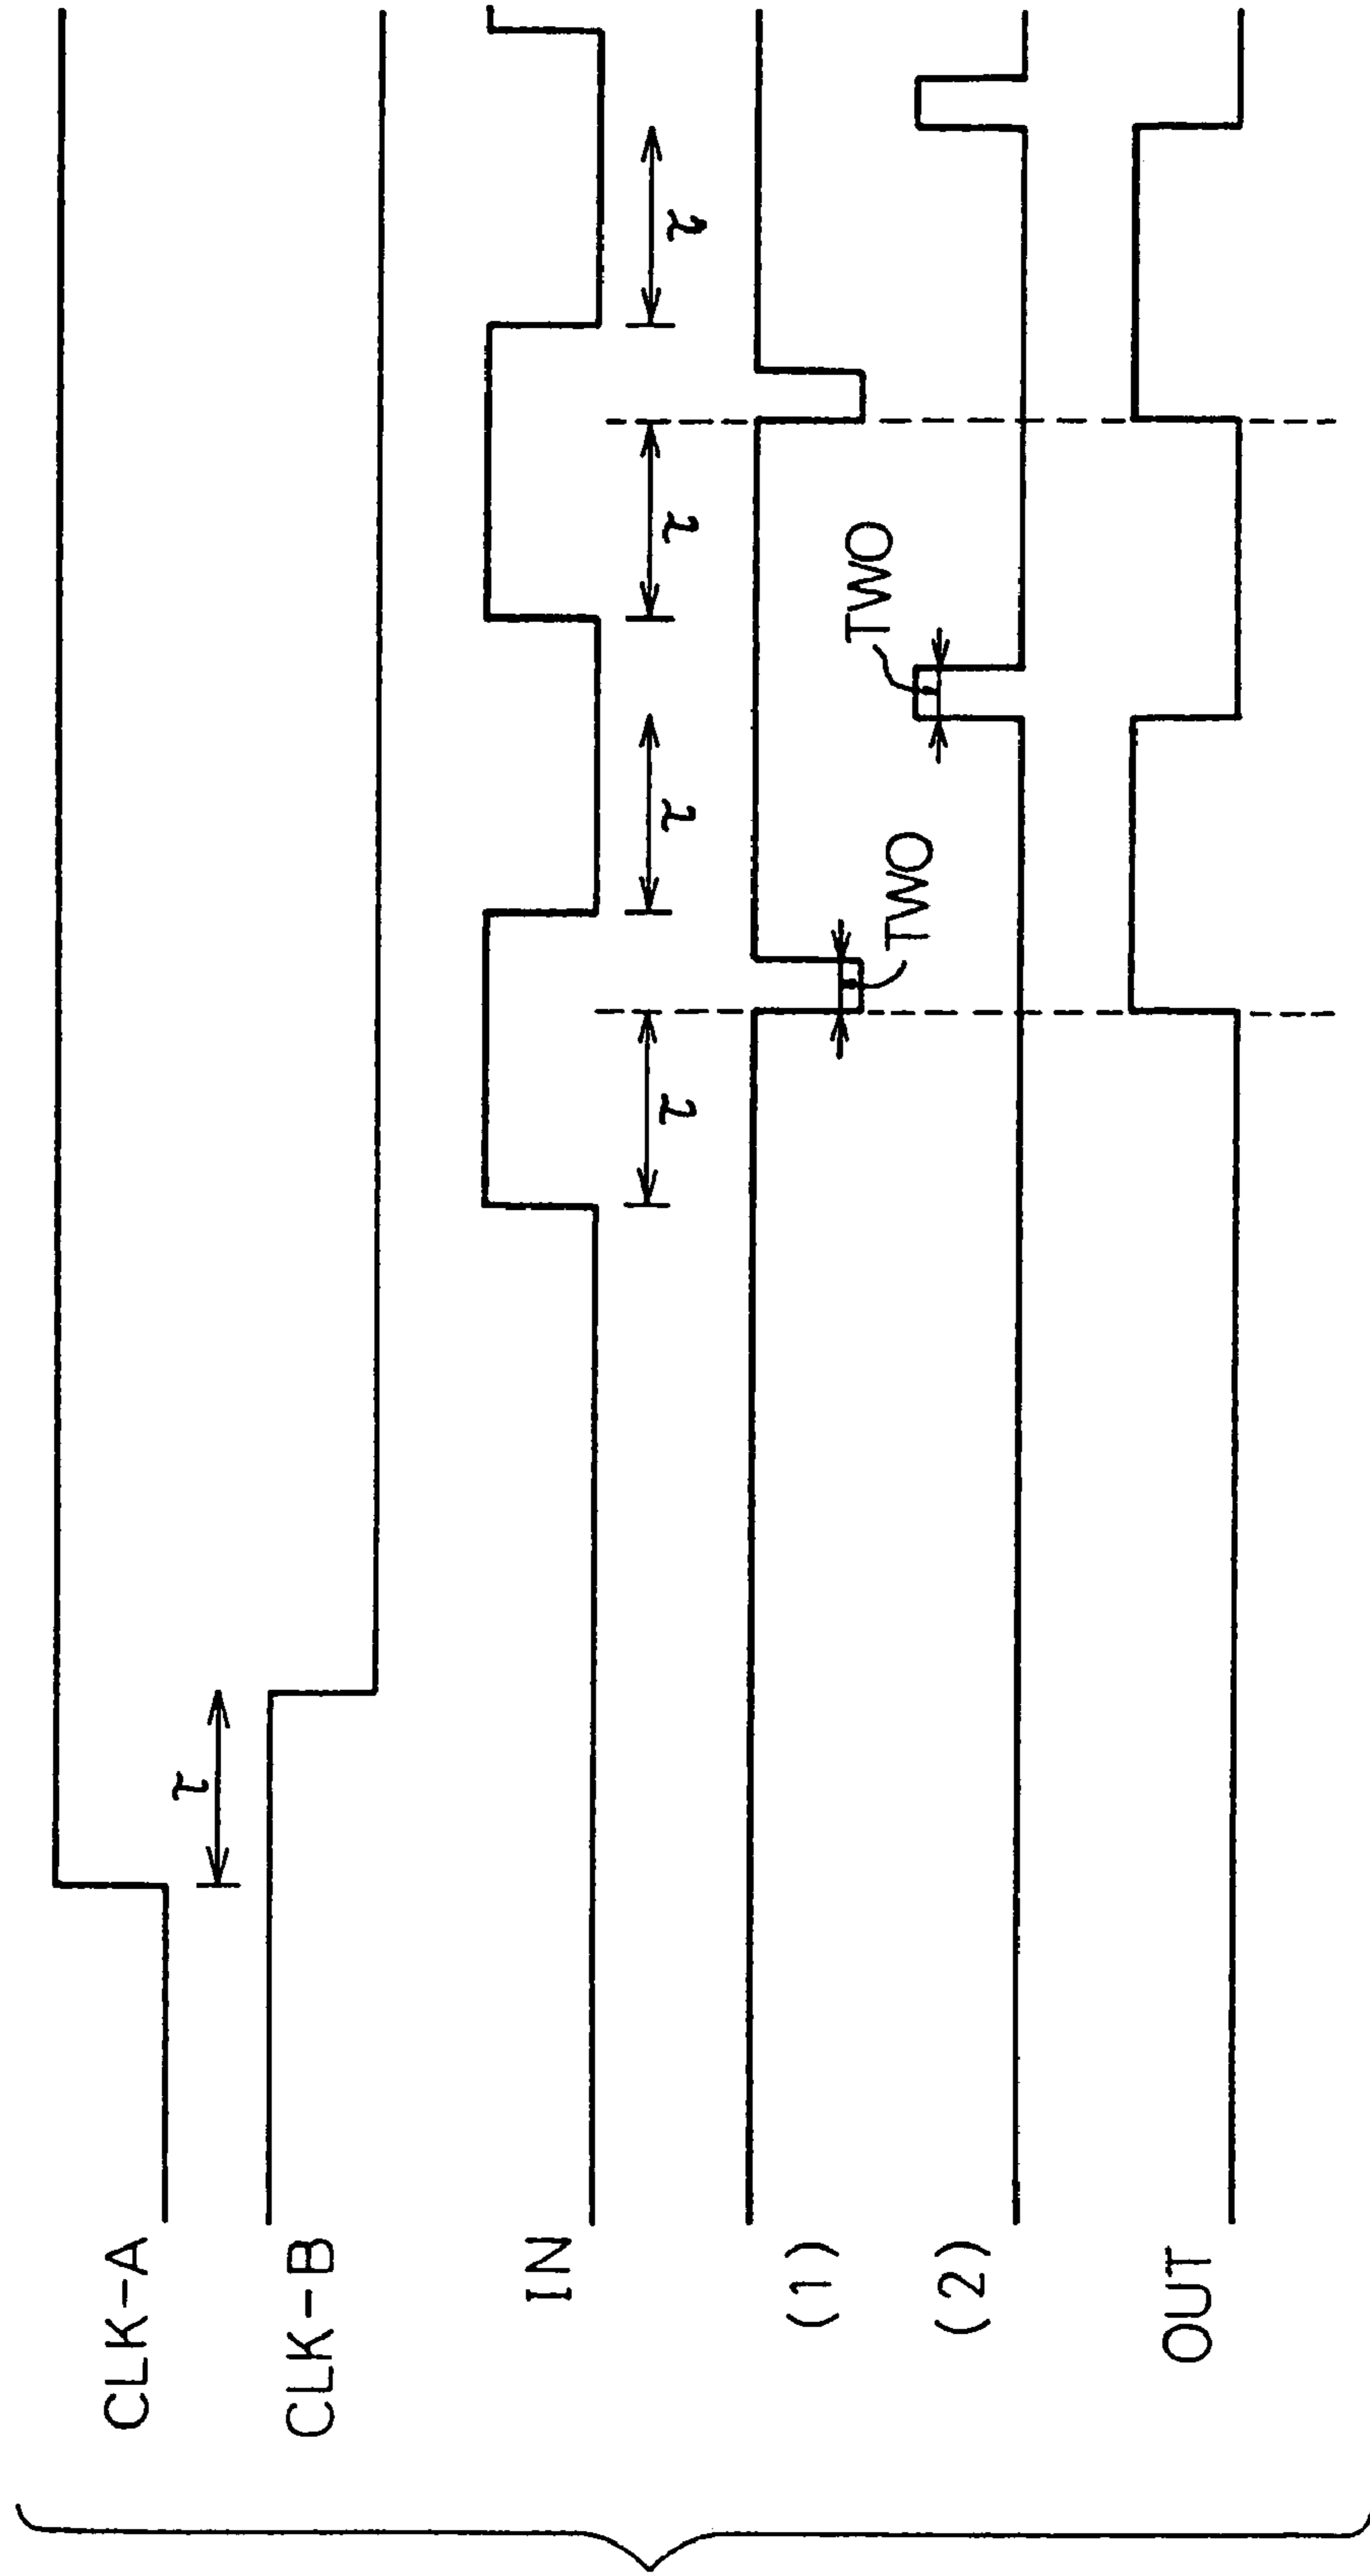 CLK-A
τ
CLK-B
IN
τ
τ
τ
τ
(1)
TWO
(2)
TWO
OUT